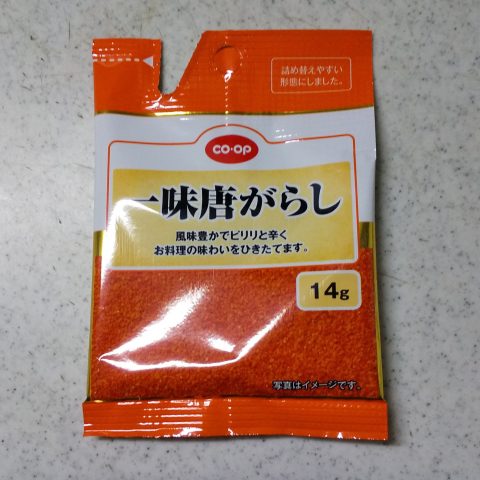 詰め替えやすい
形態にしました。
CO·OP
一味唐がらし
風味豊かでピリリと辛く
お料理の味わいをひきたてます。
14g
写真はイメージです。